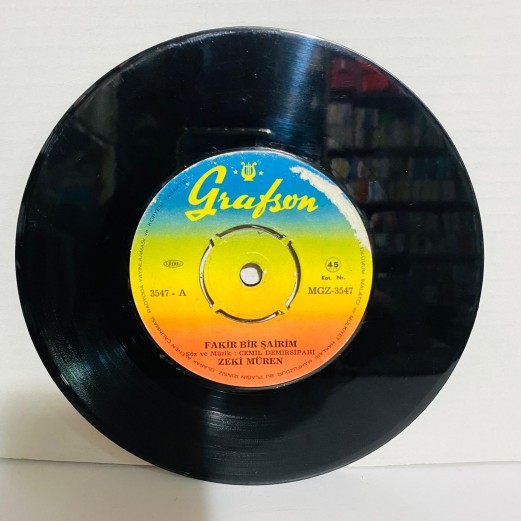 Grafson
45
3547 - A
Kat. Nr.
MGZ-3547
FAKİR BİR ŞAİRİM
Söz ve Müzik : CEMİL DEMİRSİPAHİ
ZEKİ MÜREN